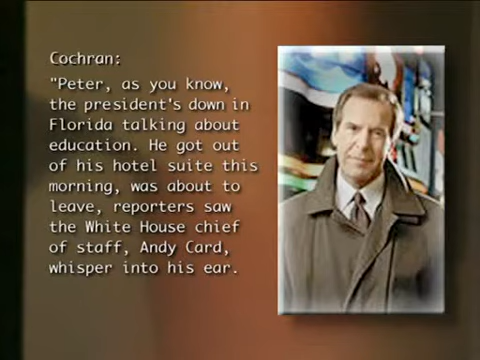 Cochran:
"Peter, as you know,
the president's down in
Florida talking about
education. He got out
of his hotel suite this
morning, was about to
leave, reporters saw
the White House chief
of staff, Andy Card,
whisper into his ear.